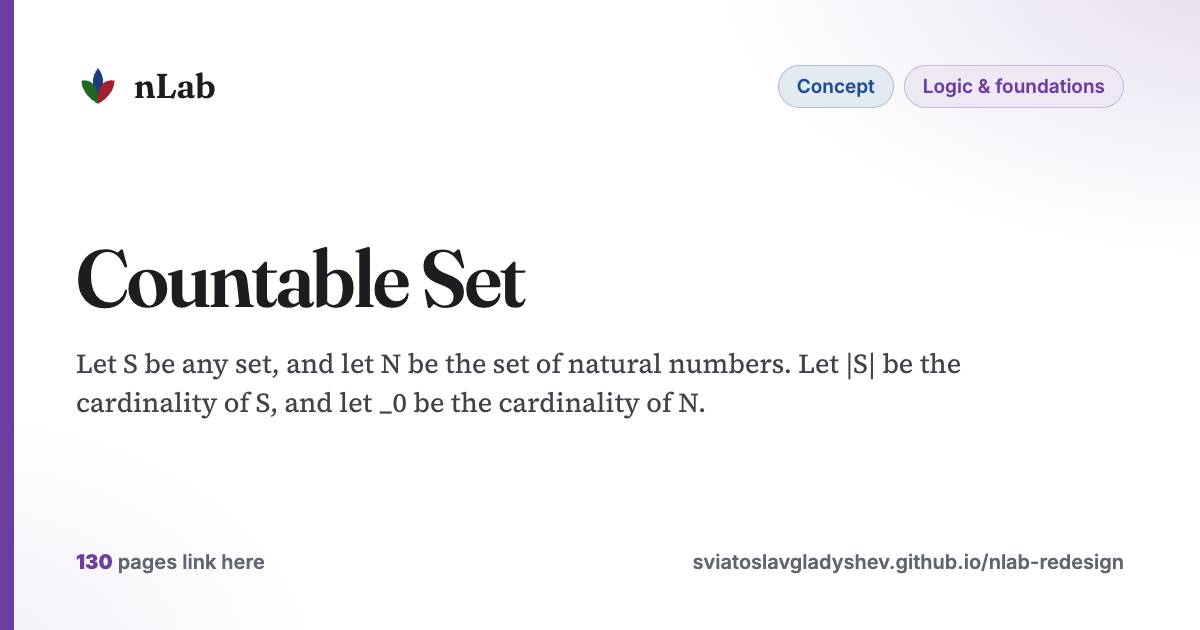 nLab
Concept
Logic & foundations
Countable Set
Let S be any set, and let N be the set of natural numbers. Let |S| be the
cardinality of S, and let _0 be the cardinality of N.
130 pages link here
sviatoslavgladyshev.github.io/nlab-redesign